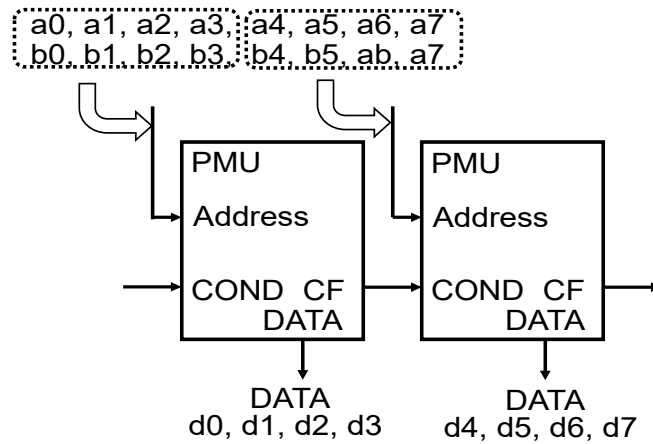 a0, a1, a2, a3, a4, a5, a6, a7
b0, b1, b2, b3, b4, b5, ab, a7
PMU PMU
Address Address
COND CF COND CF
DATA DATA
DATA DATA
d0, d1, d2, d3 d4, d5, d6, d7